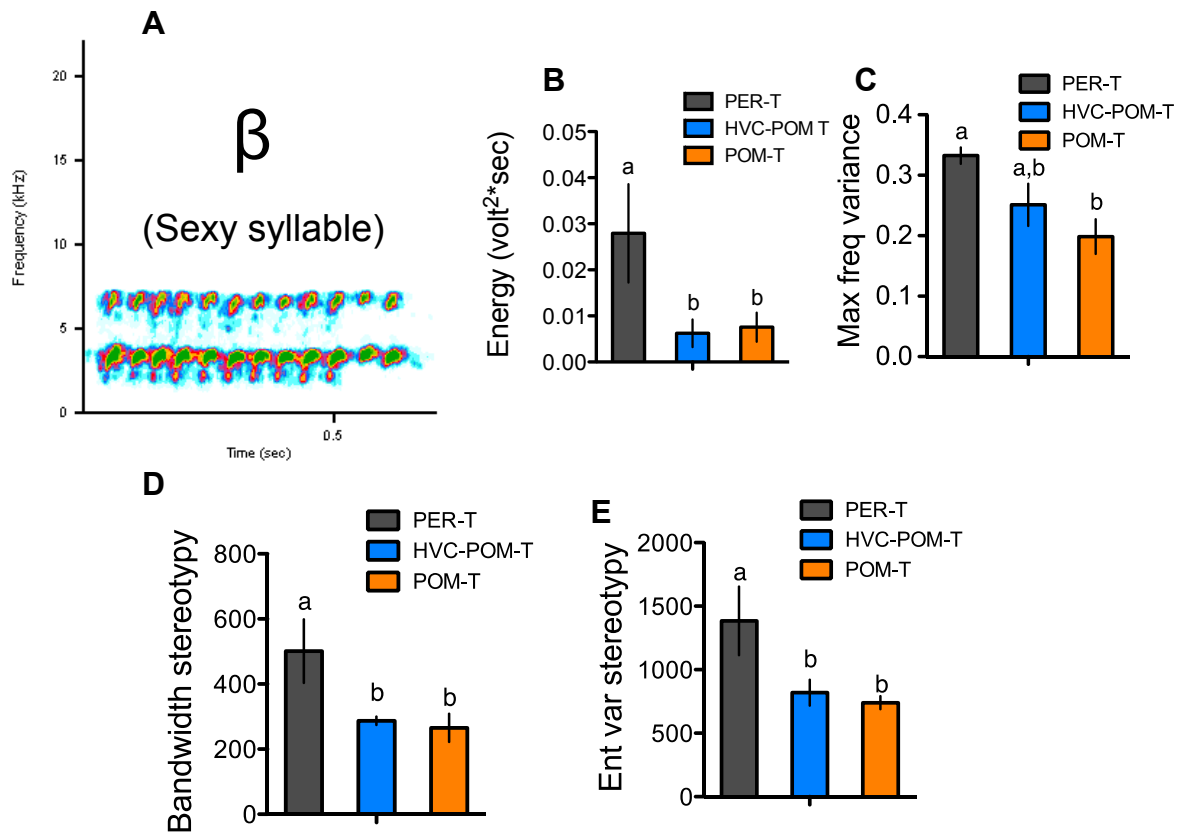 A
Frequency (kHz)
20
15
10
5
0
β
(Sexy syllable)
0.5
Time (sec)
B
PER-T
HVC-POM T
POM-T
Energy (volt²*sec)
0.05
0.04
0.03
0.02
0.01
0.00
a
b
b
C
PER-T
HVC-POM-T
POM-T
Max freq variance
0.4
0.3
0.2
0.1
0.0
a
a,b
b
D
PER-T
HVC-POM-T
POM-T
Bandwidth stereotypy
800
600
400
200
0
a
b
b
E
PER-T
HVC-POM-T
POM-T
Ent var stereotypy
2000
1500
1000
500
0
a
b
b